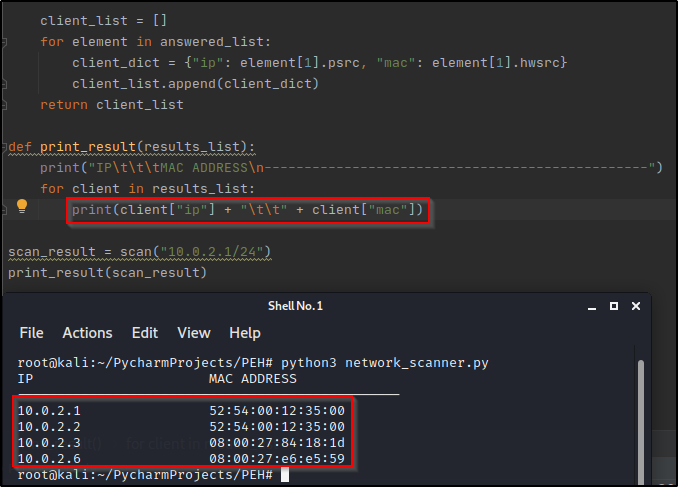 client_list = []
for element in answered_list:
client_dict = {"ip": element[1].psrc, "mac": element[1].hwsrc}
client_list.append(client_dict)
return client_list
def print_result(results_list):
print("IP\t\t\tMAC ADDRESS\n-------------------------------------------------")
for client in results_list:
print(client["ip"] + "\t\t" + client["mac"])
scan_result = scan("10.0.2.1/24")
print_result(scan_result)
Shell No. 1
File Actions Edit View Help
root@kali:~/PycharmProjects/PEH# python3 network_scanner.py
IP MAC ADDRESS
-------------------------------------------------
10.0.2.1 52:54:00:12:35:00
10.0.2.2 52:54:00:12:35:00
10.0.2.3 08:00:27:84:18:1d
10.0.2.6 08:00:27:e6:e5:59
root@kali:~/PycharmProjects/PEH#